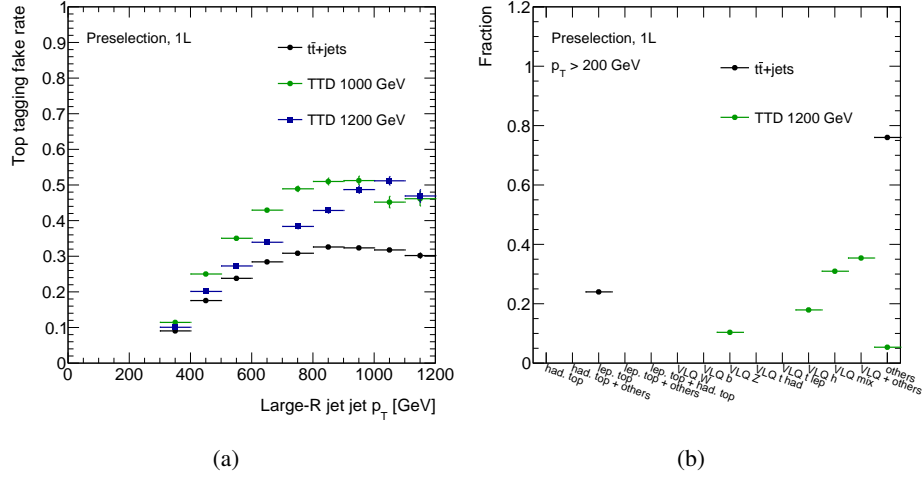 Top tagging fake rate
1
0.9
0.8
0.7
0.6
0.5
0.4
0.3
0.2
0.1
0
Preselection, 1L
tt̄+jets
TTD 1000 GeV
TTD 1200 GeV
0 200 400 600 800 1000 1200
Large-R jet jet p_T [GeV]
(a)
Fraction
1.2
1
0.8
0.6
0.4
0.2
0
Preselection, 1L
p_T > 200 GeV
tt̄+jets
TTD 1200 GeV
had. top
had. top + others
lep. top
lep. top + others
lep. top + had. top
VLQ W
VLQ b
VLQ Z
VLQ t had
VLQ t lep
VLQ h
VLQ mix
VLQ + others
others
(b)